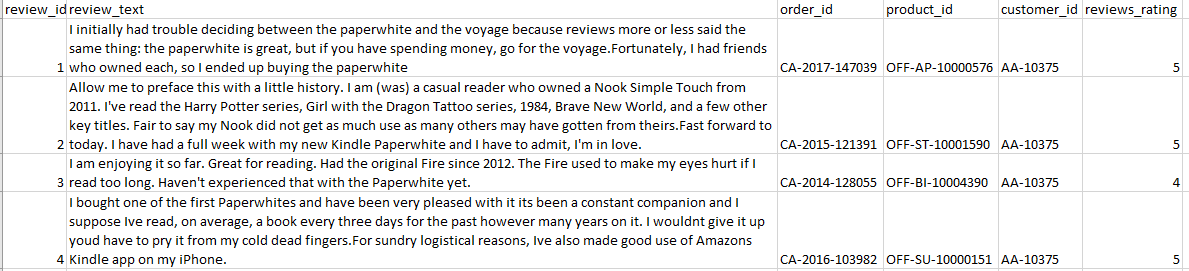 review_id review_text order_id product_id customer_id reviews_rating
I initially had trouble deciding between the paperwhite and the voyage because reviews more or less said the
same thing: the paperwhite is great, but if you have spending money, go for the voyage.Fortunately, I had friends
1 who owned each, so I ended up buying the paperwhite CA-2017-147039 OFF-AP-10000576 AA-10375 5
Allow me to preface this with a little history. I am (was) a casual reader who owned a Nook Simple Touch from
2011. I've read the Harry Potter series, Girl with the Dragon Tattoo series, 1984, Brave New World, and a few other
key titles. Fair to say my Nook did not get as much use as many others may have gotten from theirs.Fast forward to
2 today. I have had a full week with my new Kindle Paperwhite and I have to admit, I'm in love. CA-2015-121391 OFF-ST-10001590 AA-10375 5
I am enjoying it so far. Great for reading. Had the original Fire since 2012. The Fire used to make my eyes hurt if I
3 read too long. Haven't experienced that with the Paperwhite yet. CA-2014-128055 OFF-BI-10004390 AA-10375 4
I bought one of the first Paperwhites and have been very pleased with it its been a constant companion and I
suppose Ive read, on average, a book every three days for the past however many years on it. I wouldnt give it up
youd have to pry it from my cold dead fingers.For sundry logistical reasons, Ive also made good use of Amazons
4 Kindle app on my iPhone. CA-2016-103982 OFF-SU-10000151 AA-10375 5